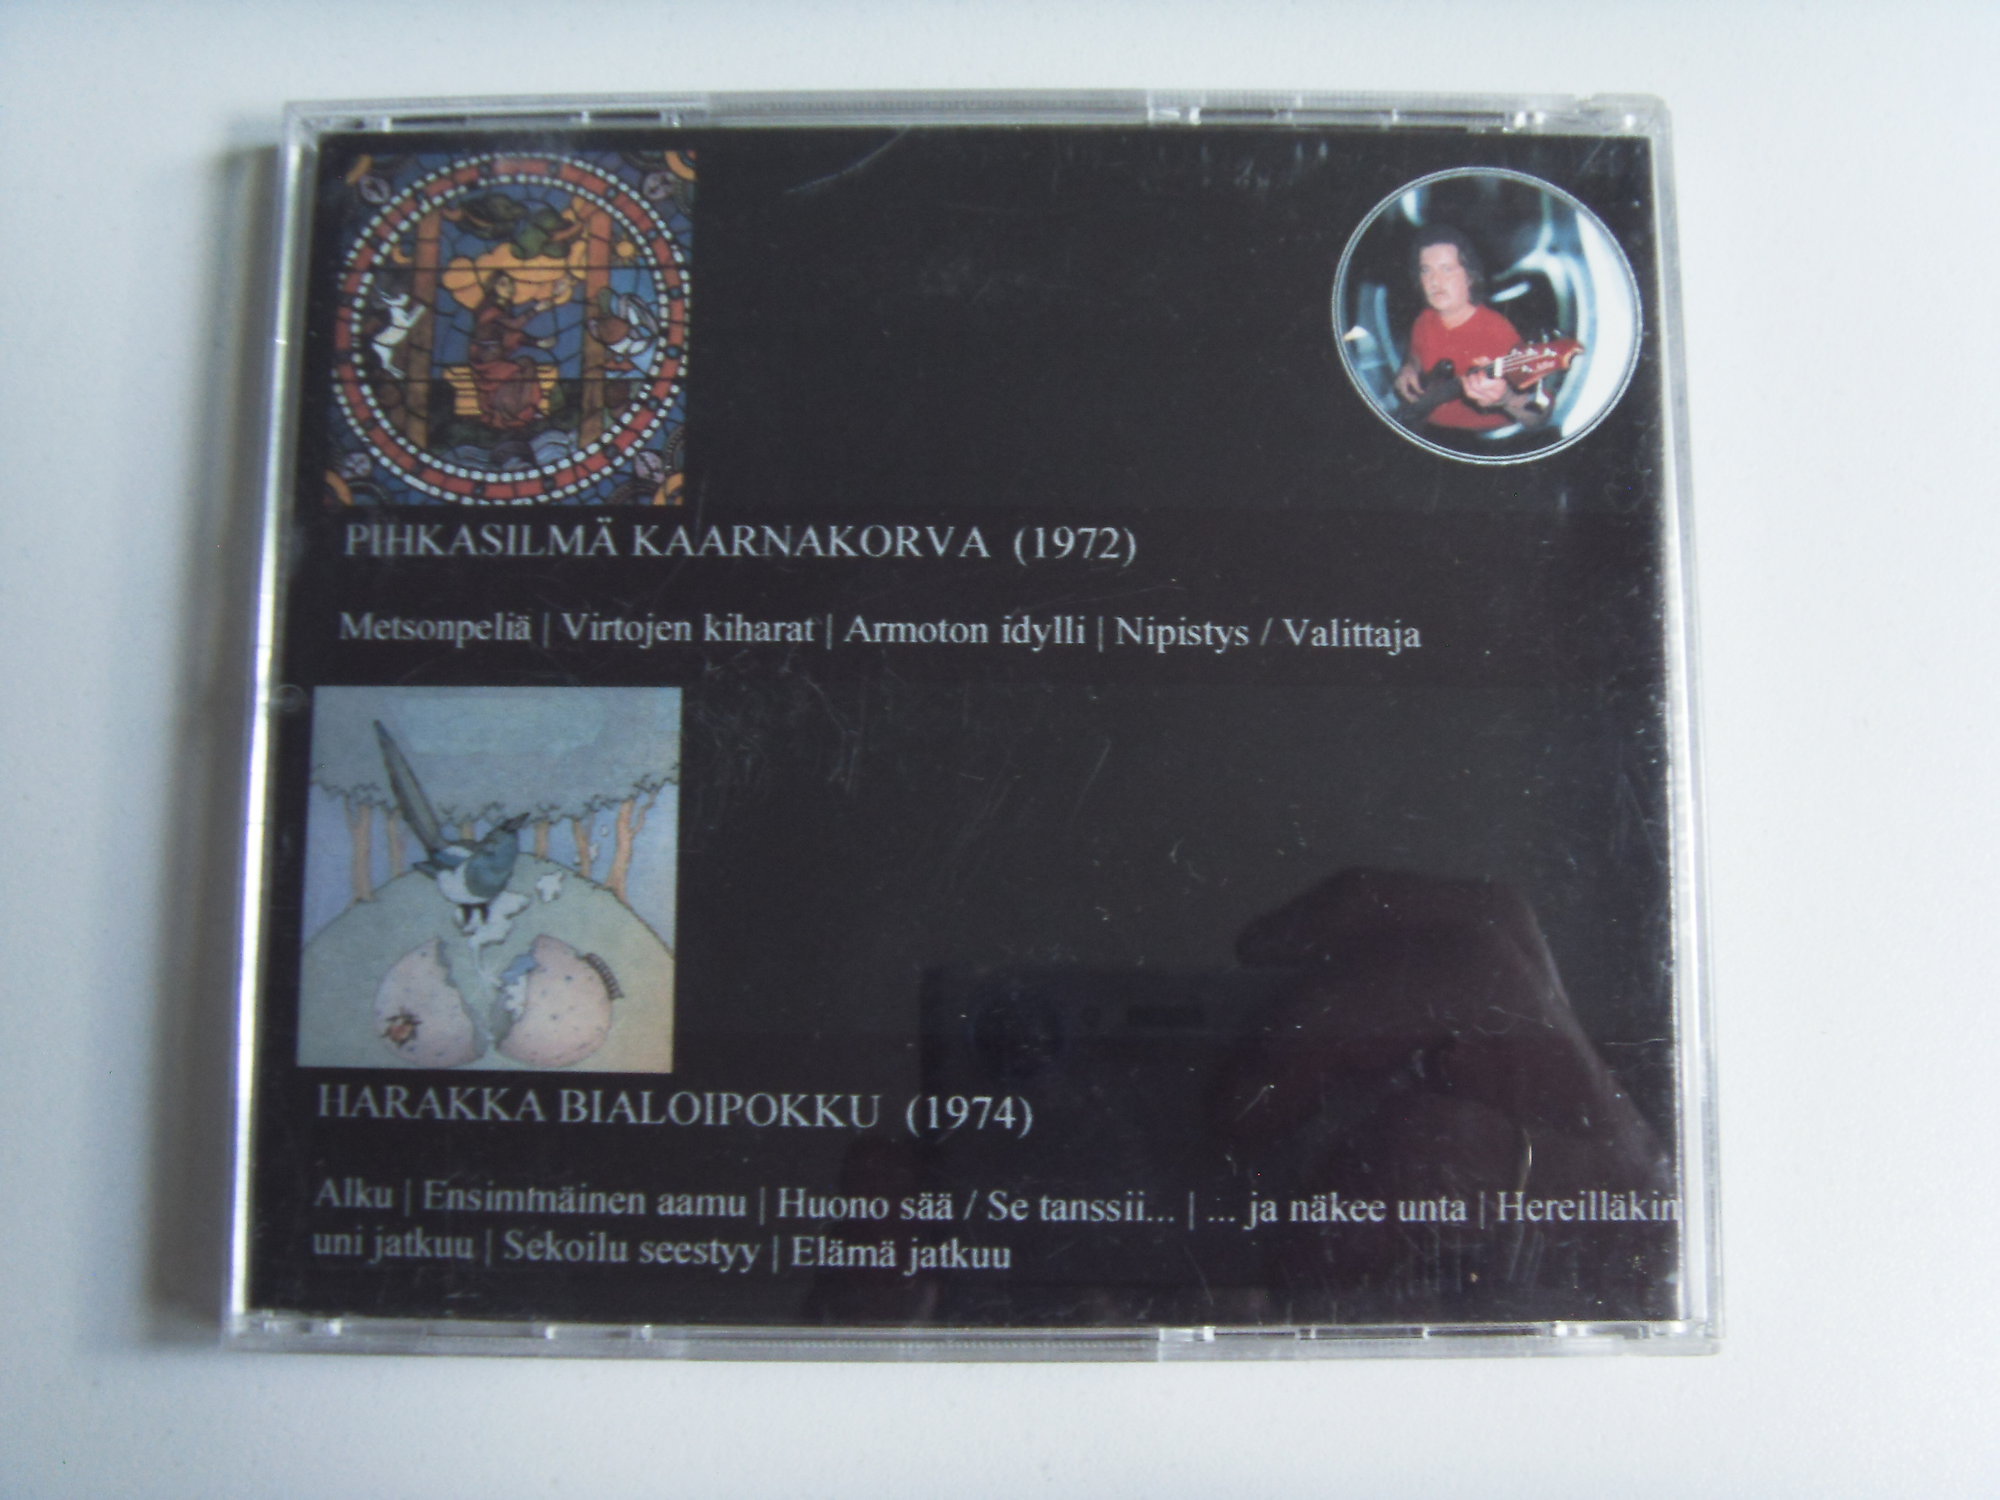 PIHKASILMÄ KAARNAKORVA (1972)
Metsonpeliä | Virtojen kiharat | Armoton idylli | Nipistys / Valittaja
HARAKKA BIALOIPOKKU (1974)
Alku | Ensimmäinen aamu | Huono sää / Se tanssii... | ... ja näkee unta | Hereilläkin
uni jatkuu | Sekoilu seestyy | Elämä jatkuu